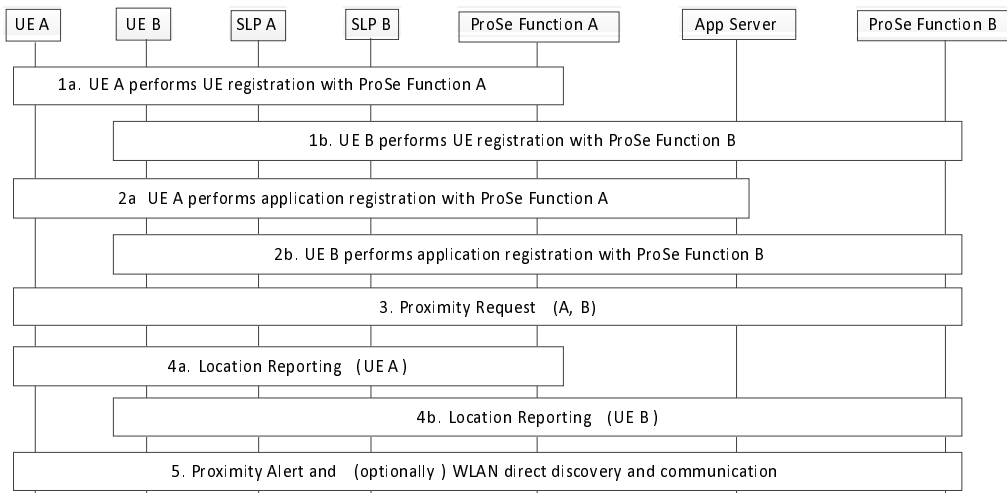 UE A
UE B
SLP A
SLP B
ProSe Function A
App Server
ProSe Function B
1a. UE A performs UE registration with ProSe Function A
1b. UE B performs UE registration with ProSe Function B
2a UE A performs application registration with ProSe Function A
2b. UE B performs application registration with ProSe Function B
3. Proximity Request (A, B)
4a. Location Reporting (UE A)
4b. Location Reporting (UE B)
5. Proximity Alert and (optionally) WLAN direct discovery and communication